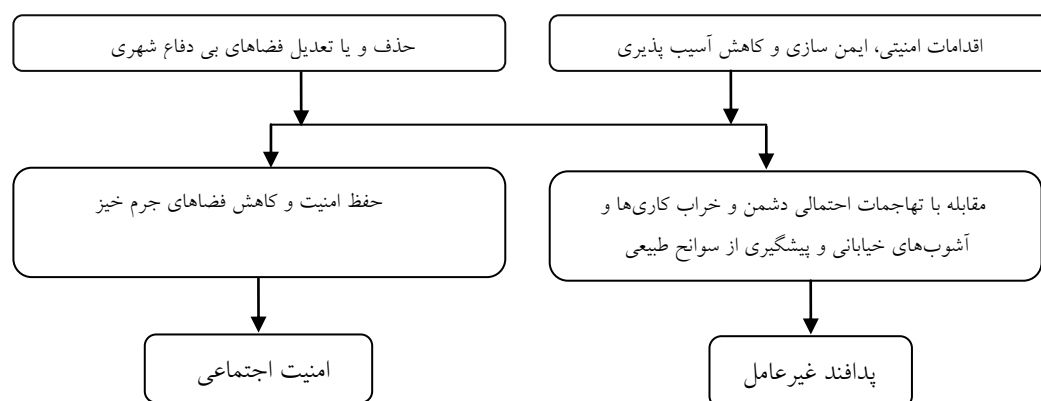 اقدامات امنیتی، ایمن سازی و کاهش آسیب پذیری
حذف و یا تعدیل فضاهای بی دفاع شهری
مقابله با تهاجمات احتمالی دشمن و خراب کاری‌ها و
آشوب‌های خیابانی و پیشگیری از سوانح طبیعی
حفظ امنیت و کاهش فضاهای جرم خیز
پدافند غیرعامل
امنیت اجتماعی